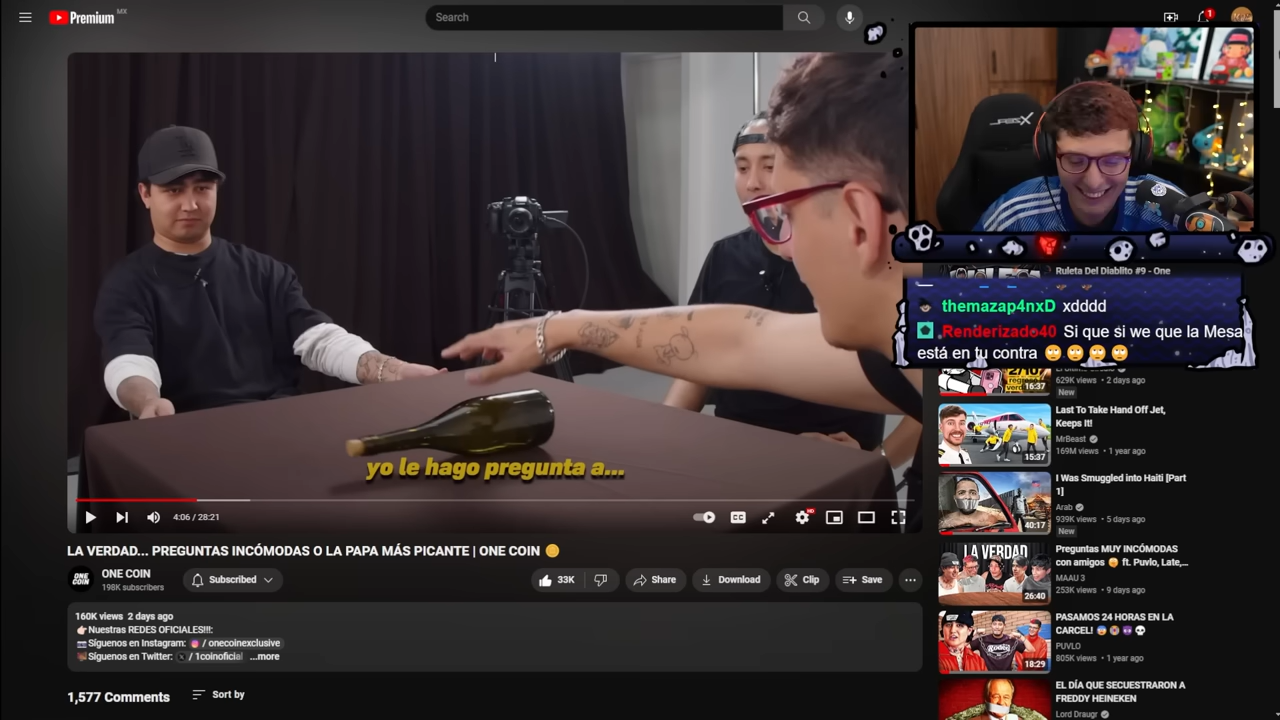 Premium MX
Search
1
yo le hago pregunta a...
4:06 / 28:21
CC
HD
LA VERDAD... PREGUNTAS INCÓMODAS O LA PAPA MÁS PICANTE | ONE COIN
ONE COIN
ONE COIN
198K subscribers
Subscribed
33K
Share
Download
Clip
Save
160K views 2 days ago
👉🏻Nuestras REDES OFICIALES!!!:
📷Síguenos en Instagram: / onecoinexclusive
Síguenos en Twitter: / 1coinoficial ...more
1,577 Comments
Sort by
Ruleta Del Diablito #9 - One
themazap4nxD xdddd
Renderizado40 Si que si we que la Mesa
está en tu contra 🙄🙄🙄🙄
16:37
629K views • 2 days ago
New
Last To Take Hand Off Jet,
Keeps It!
MrBeast
169M views • 1 year ago
15:37
I Was Smuggled into Haiti [Part
1]
Arab
939K views • 5 days ago
New
40:17
LA VERDAD
Preguntas MUY INCÓMODAS
con amigos ft. Puvlo, Late,...
MAAU 3
253K views • 9 days ago
26:40
PASAMOS 24 HORAS EN LA
CARCEL!
PUVLO
805K views • 1 year ago
18:29
EL DÍA QUE SECUESTRARON A
FREDDY HEINEKEN
Lord Draugr